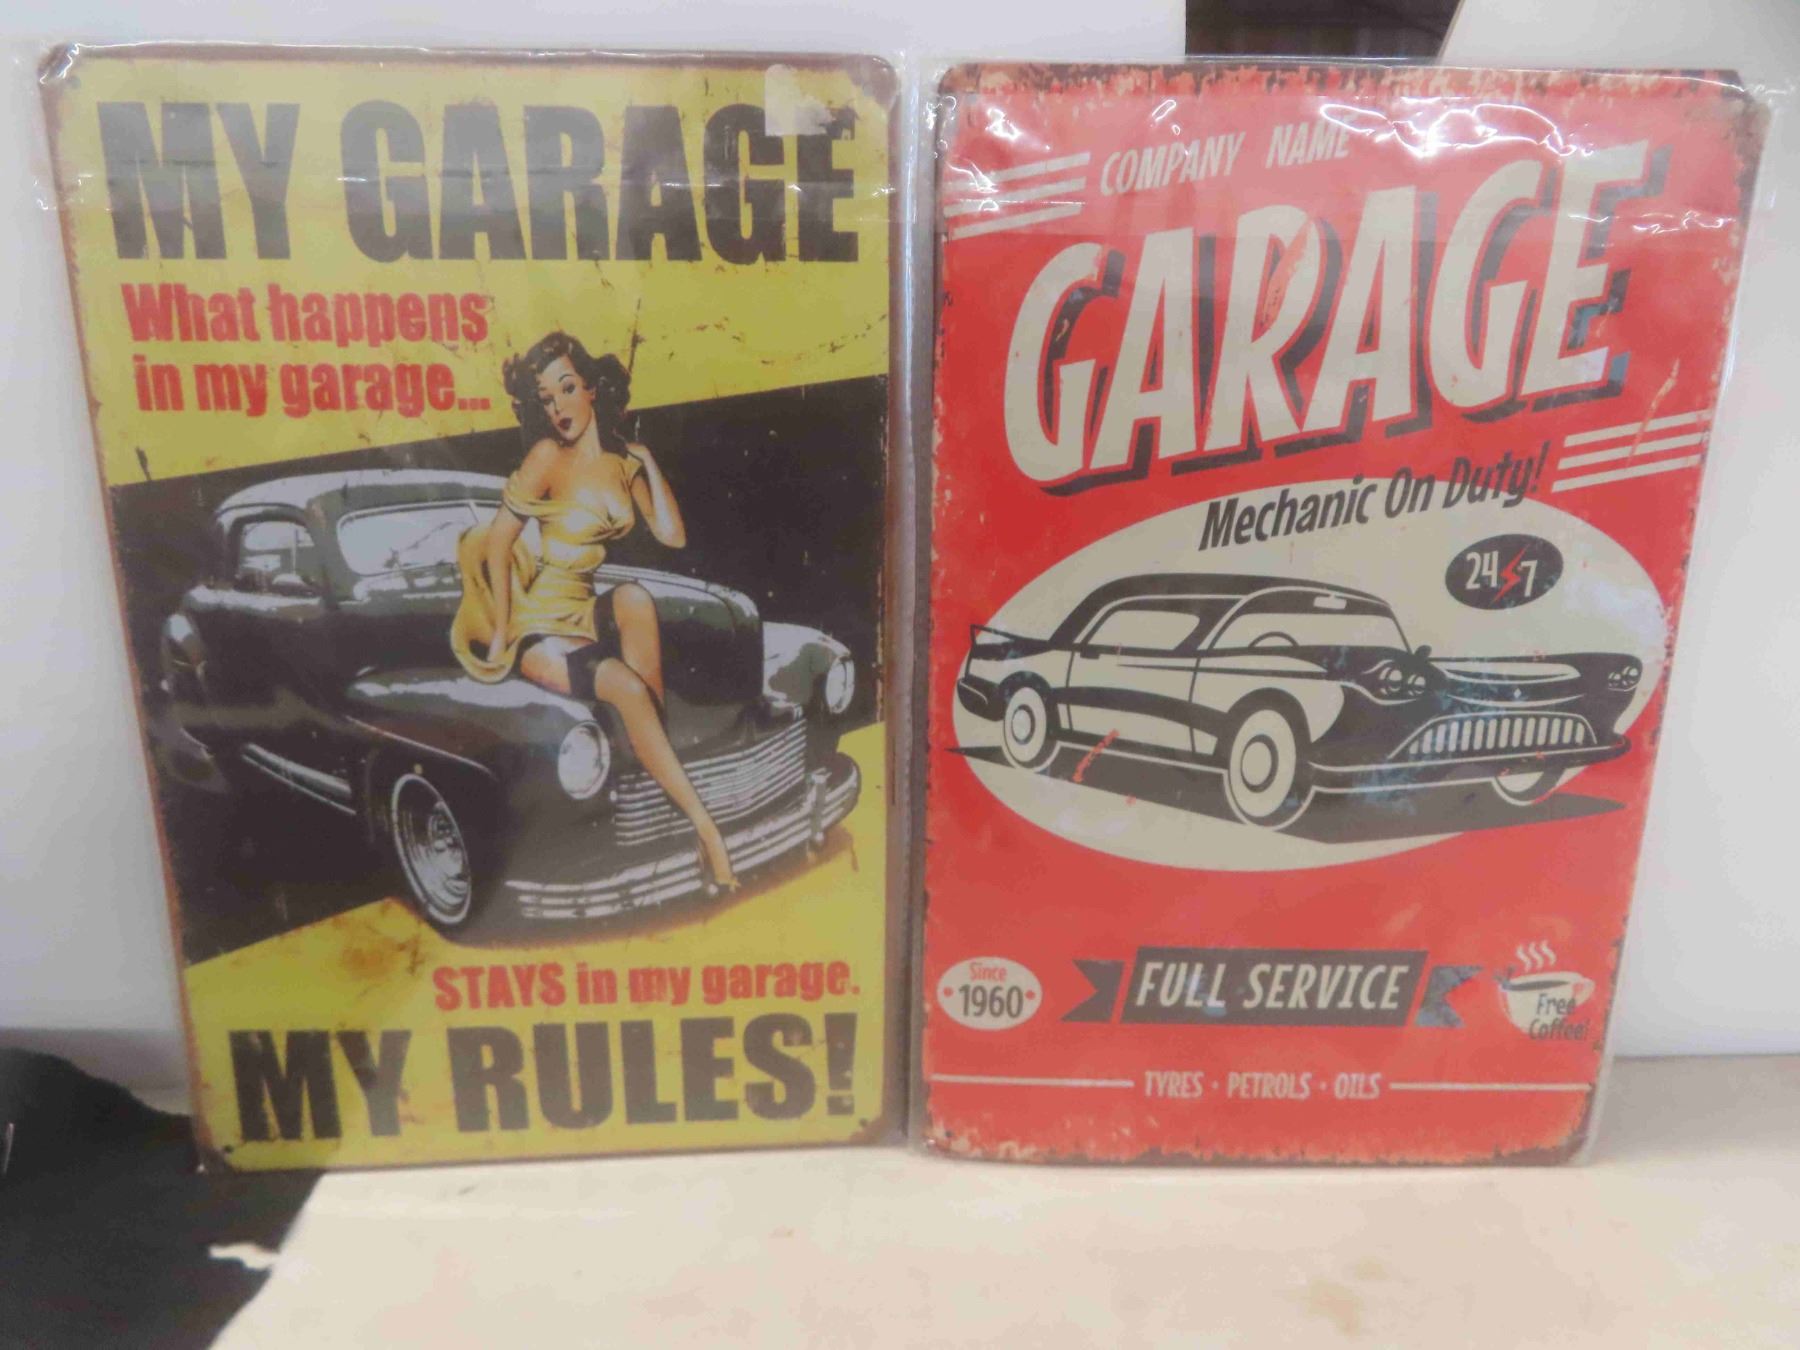 MY GARAGE
What happens
in my garage...
STAYS in my garage.
MY RULES!
COMPANY NAME
GARAGE
Mechanic On Duty!
24 7
Since
1960
FULL SERVICE
Free
Coffee!
TYRES · PETROLS · OILS